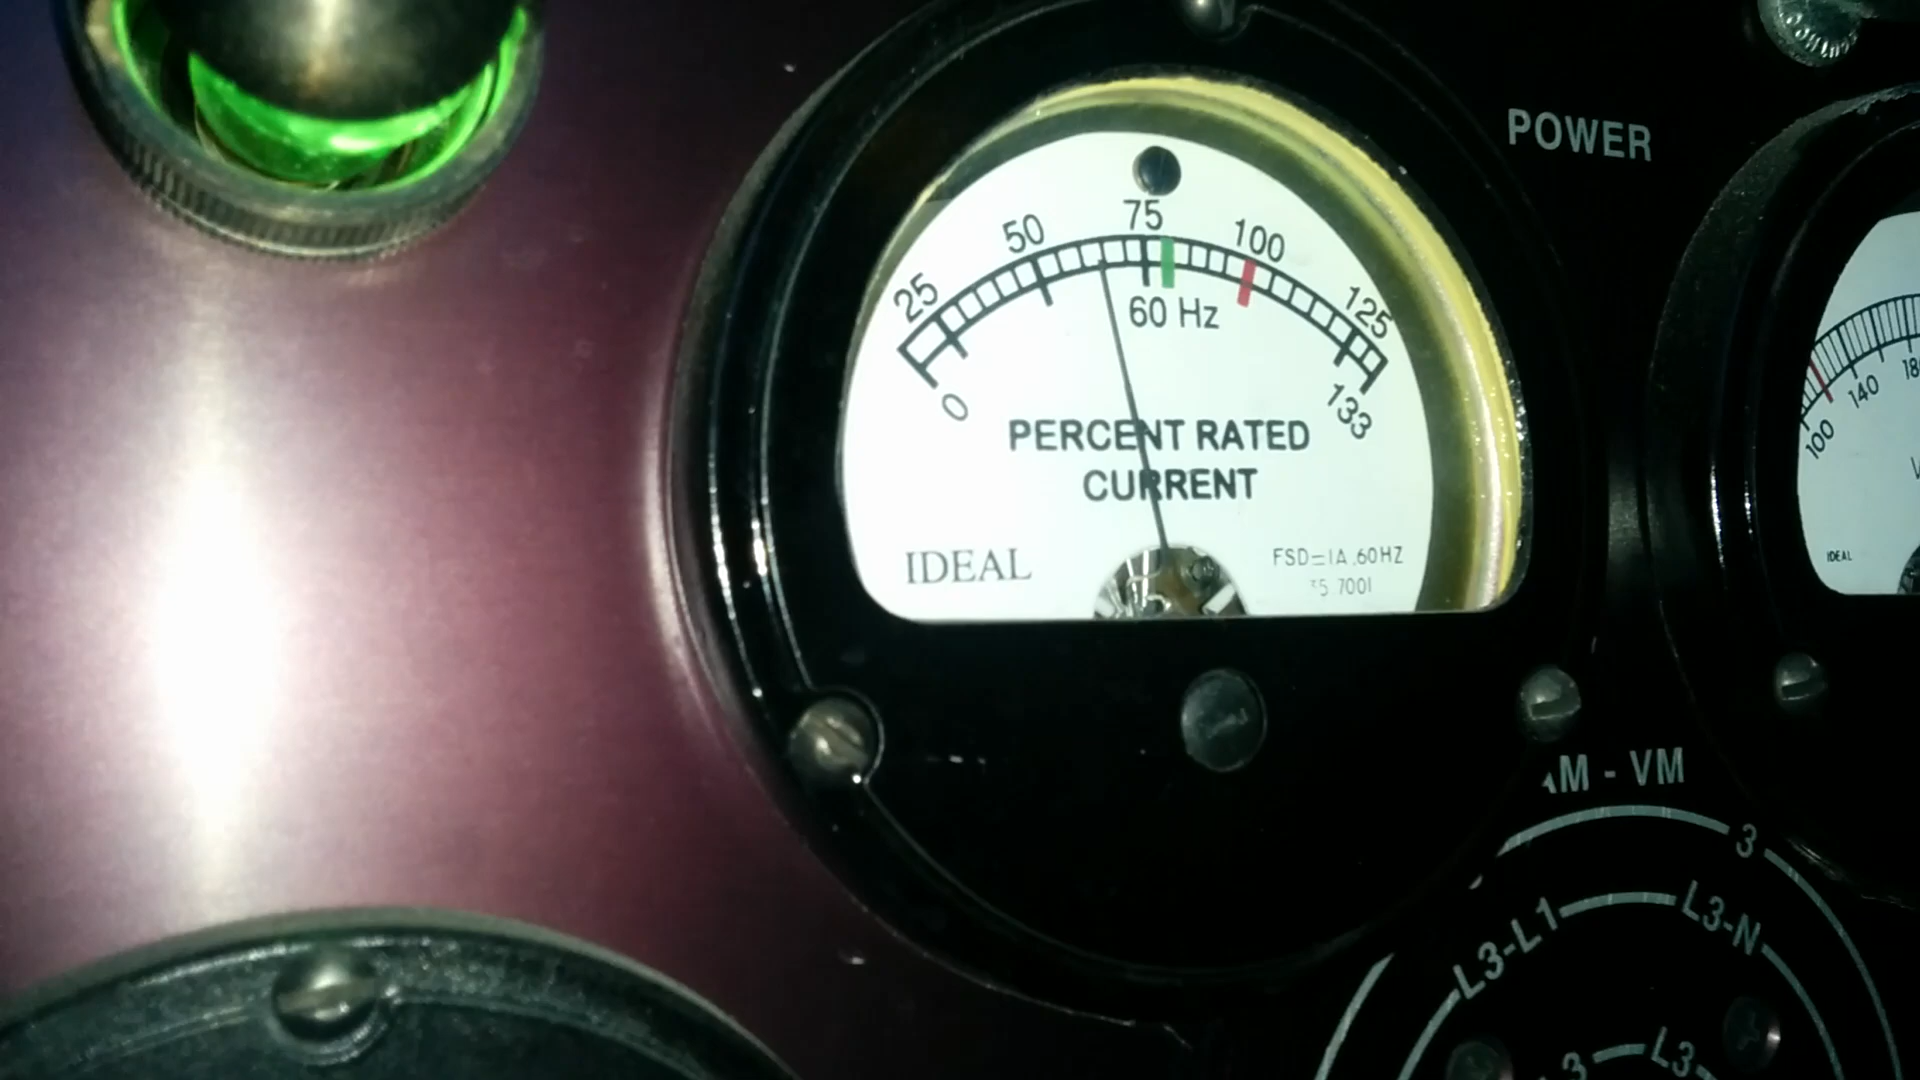 POWER
25 50 75 100 125
60 Hz
0 133
PERCENT RATED
CURRENT
IDEAL
FSD=1A.60HZ
100 140
IDEAL
AM - VM
3
L3-L1 L3-N
L3